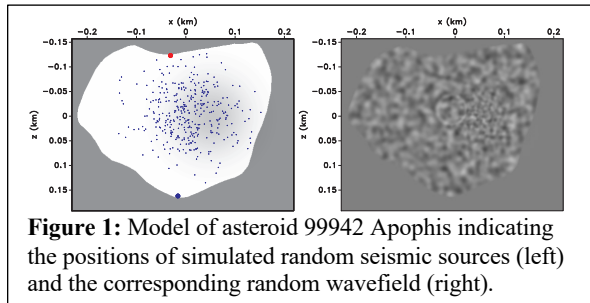 x (km)
x (km)
−0.2 −0.1 0 0.1 0.2
−0.2 −0.1 0 0.1 0.2
z (km)
−0.15
−0.1
−0.05
0
0.05
0.1
0.15
z (km)
−0.15
−0.1
−0.05
0
0.05
0.1
0.15
Figure 1: Model of asteroid 99942 Apophis indicating
the positions of simulated random seismic sources (left)
and the corresponding random wavefield (right).